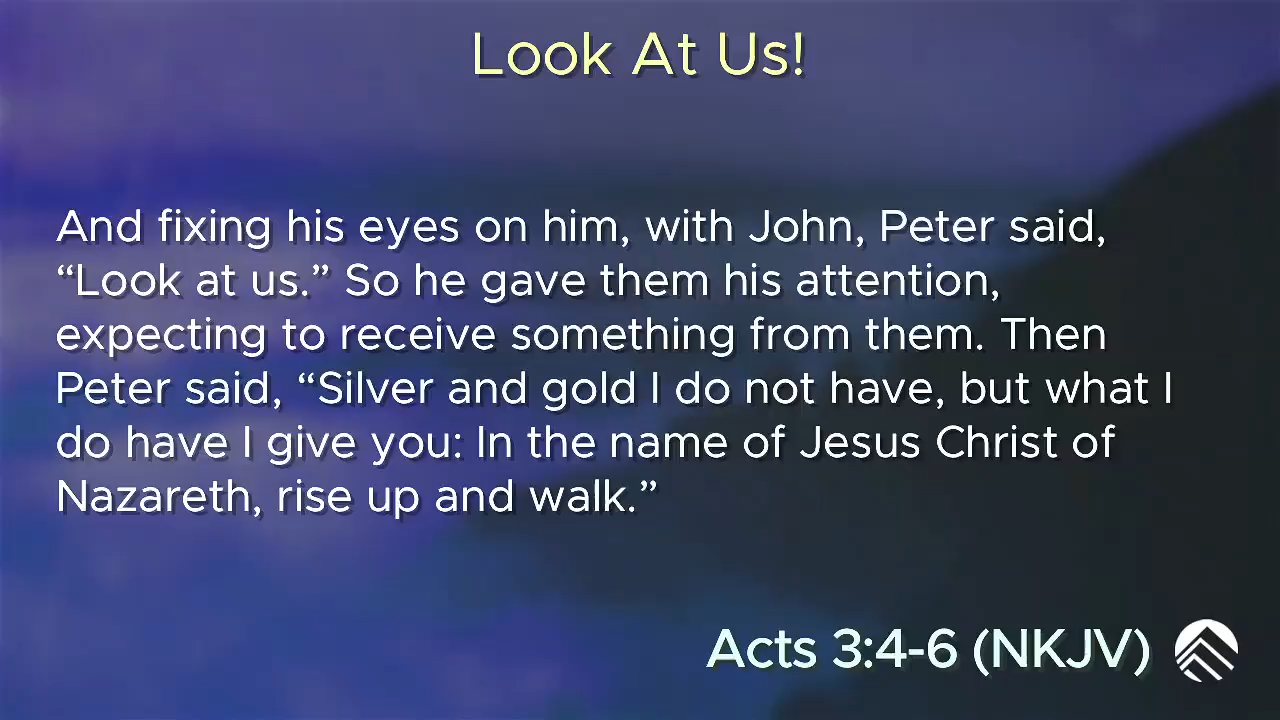 Look At Us!
And fixing his eyes on him, with John, Peter said,
“Look at us.” So he gave them his attention,
expecting to receive something from them. Then
Peter said, “Silver and gold I do not have, but what I
do have I give you: In the name of Jesus Christ of
Nazareth, rise up and walk.”
Acts 3:4-6 (NKJV)